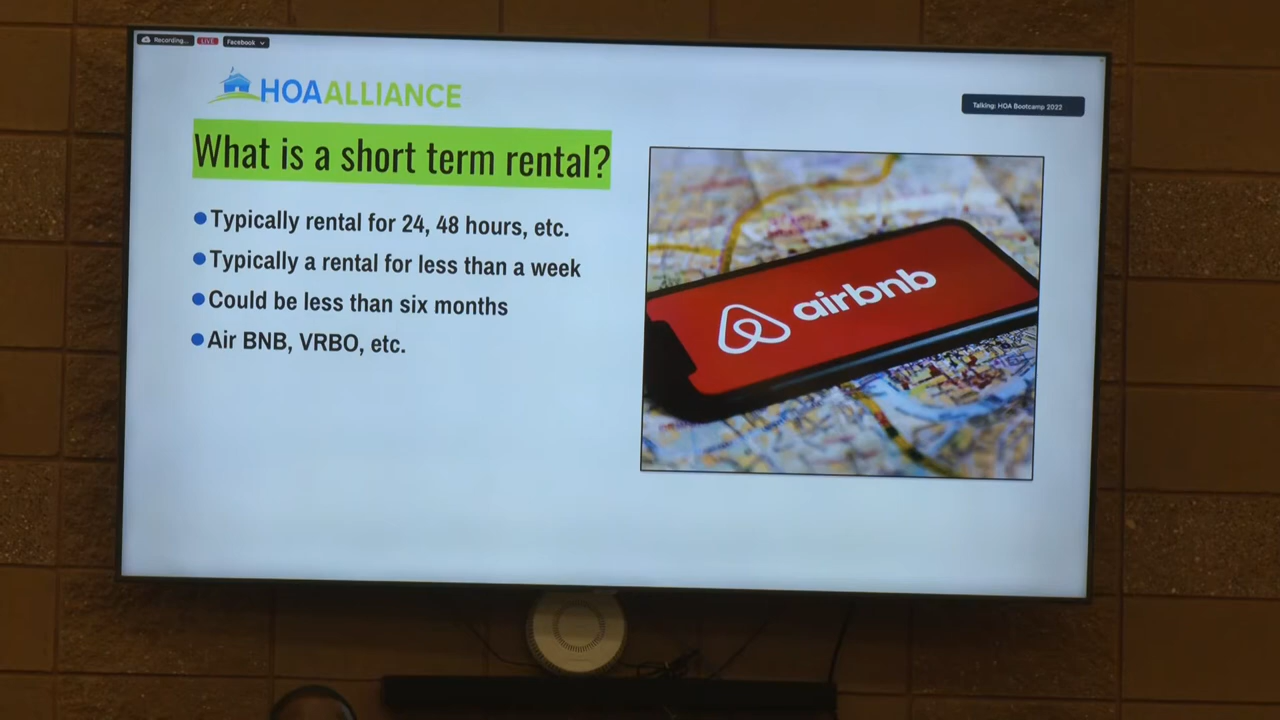 Recording...
LIVE
Facebook
HOAALLIANCE
Talking: HOA Bootcamp 2022
What is a short term rental?
Typically rental for 24, 48 hours, etc.
Typically a rental for less than a week
Could be less than six months
Air BNB, VRBO, etc.
airbnb